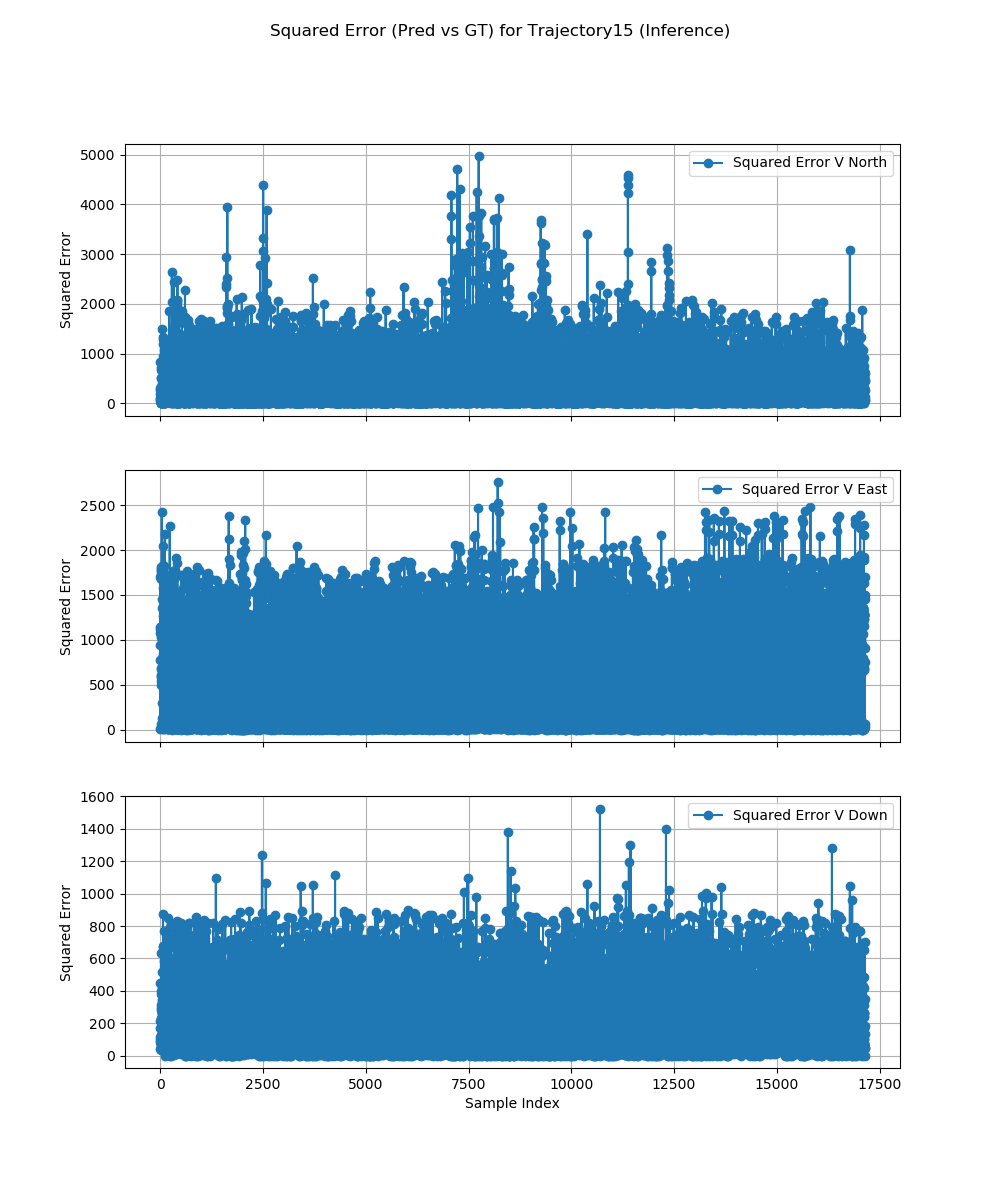 Squared Error (Pred vs GT) for Trajectory15 (Inference)
Squared Error V North
5000
4000
3000
2000
1000
0
Squared Error
Squared Error V East
2500
2000
1500
1000
500
0
Squared Error
Squared Error V Down
1600
1400
1200
1000
800
600
400
200
0
Squared Error
0 2500 5000 7500 10000 12500 15000 17500
Sample Index